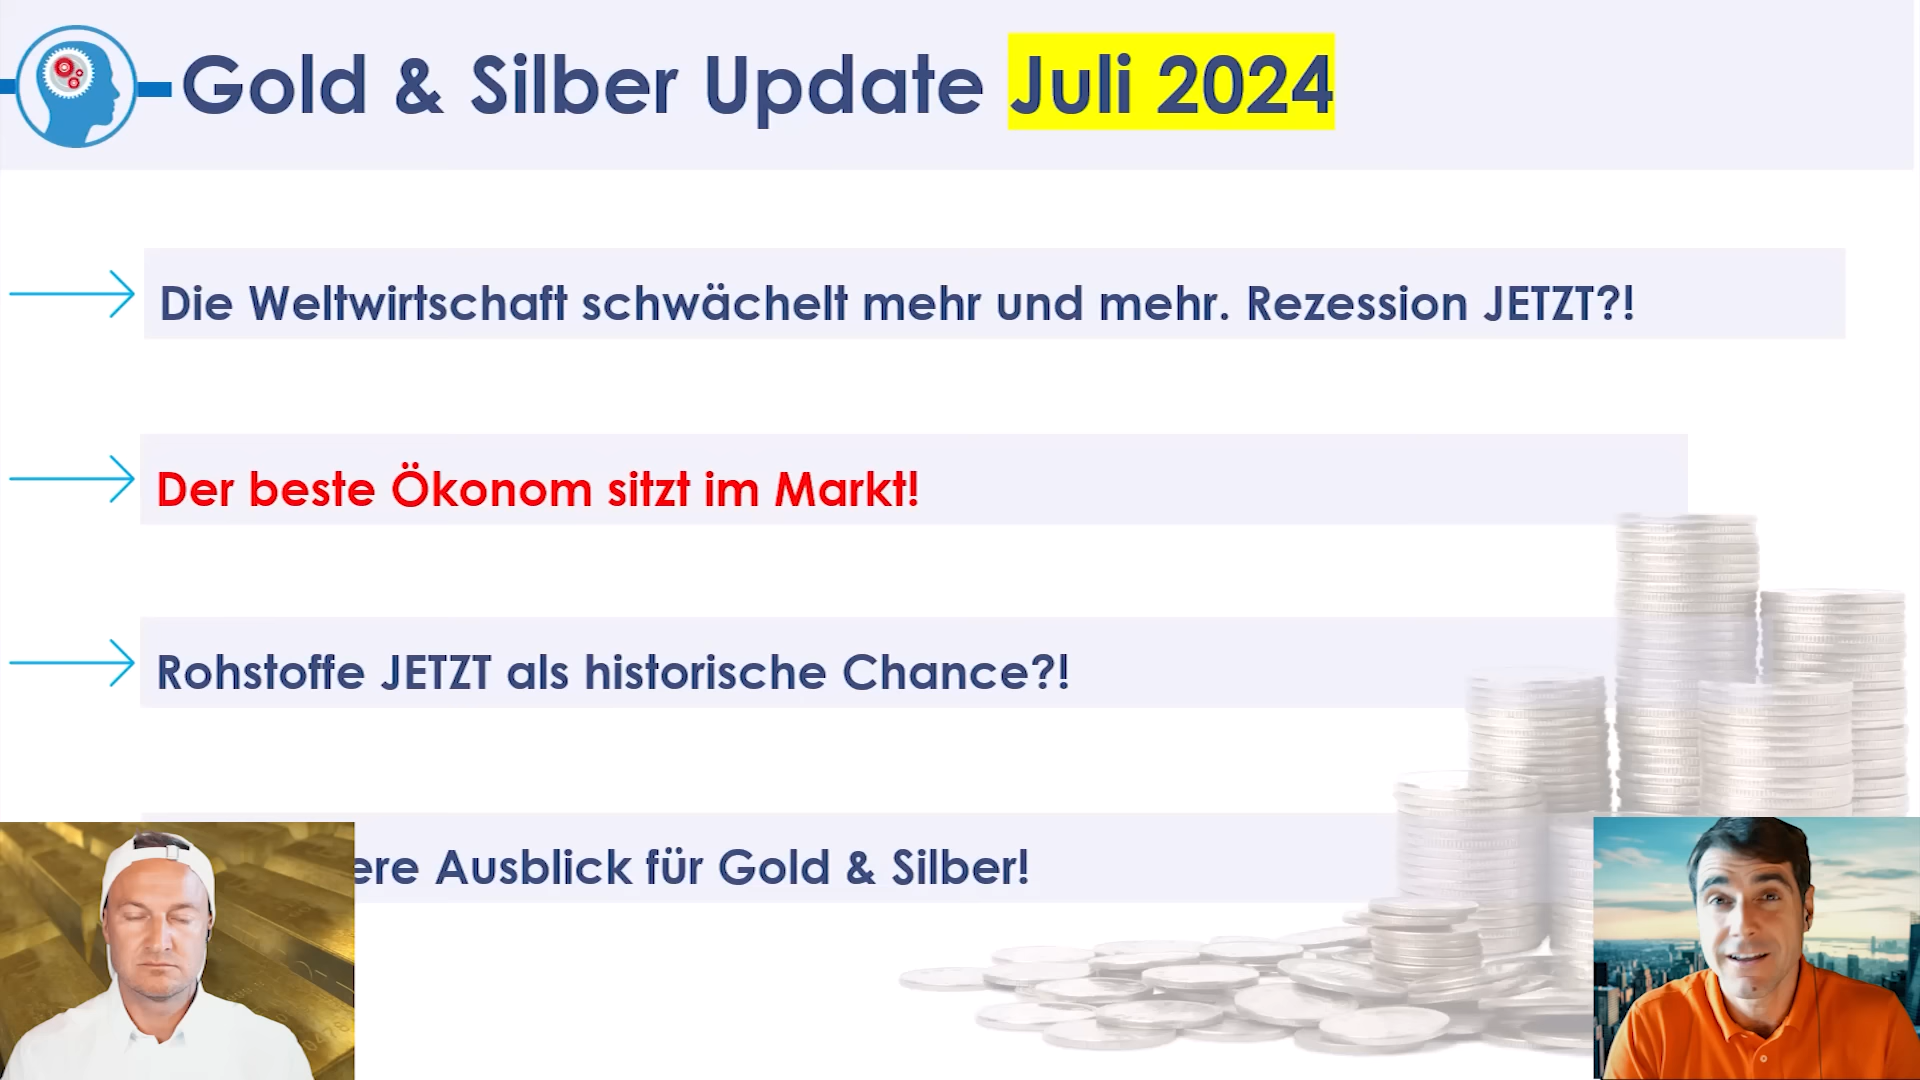 Gold & Silber Update Juli 2024
Die Weltwirtschaft schwächelt mehr und mehr. Rezession JETZT?!
Der beste Ökonom sitzt im Markt!
Rohstoffe JETZT als historische Chance?!
Ausblick für Gold & Silber!